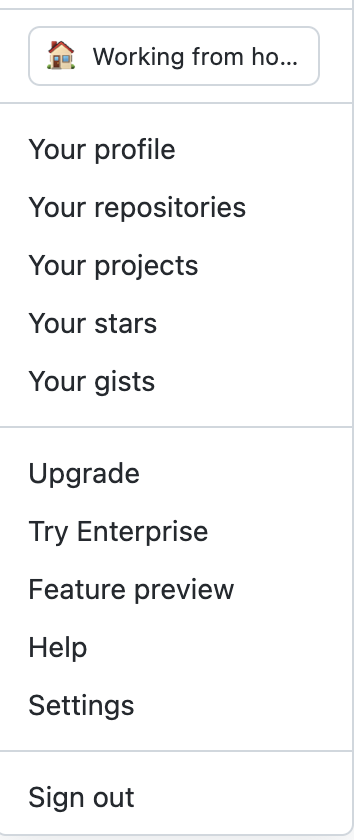 Working from ho...
Your profile
Your repositories
Your projects
Your stars
Your gists
Upgrade
Try Enterprise
Feature preview
Help
Settings
Sign out